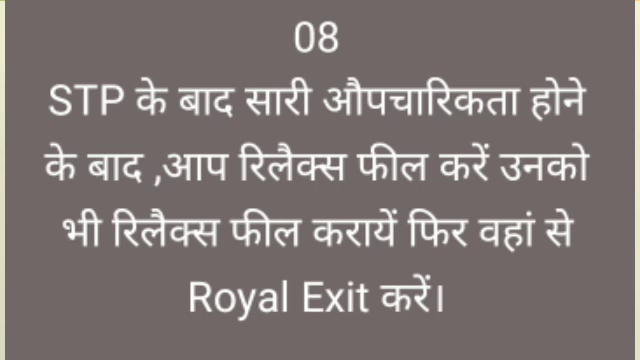 08
STP के बाद सारी औपचारिकता होने
के बाद ,आप रिलैक्स फील करें उनको
भी रिलैक्स फील करायें फिर वहां से
Royal Exit करें।